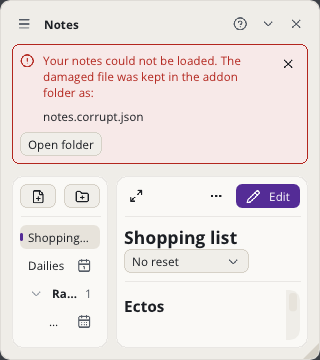 Notes
Your notes could not be loaded. The
damaged file was kept in the addon
folder as:
notes.corrupt.json
Open folder
Edit
Shopping...
Dailies
Ra... 1
...
Shopping list
No reset
Ectos